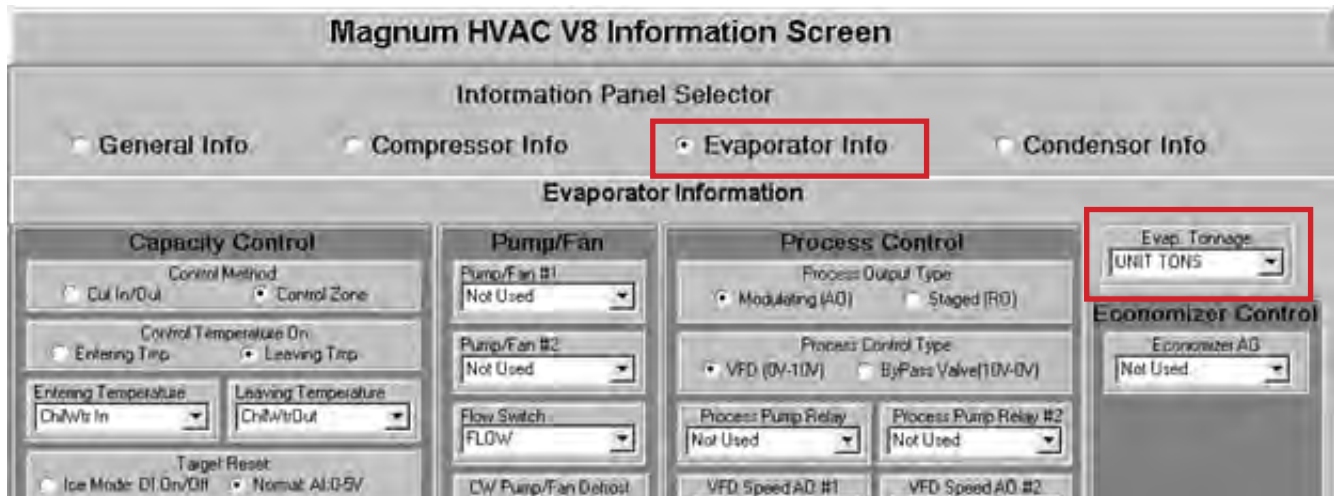 Magnum HVAC V8 Information Screen
Information Panel Selector
General Info Compressor Info Evaporator Info Condensor Info
Evaporator Information
Capacity Control
Control Method
Cut In/Out Control Zone
Control Temperature On
Entering Tmp Leaving Tmp
Entering Temperature Leaving Temperature
ChilWtr In ChilWtrOut
Target Reset
Ice Mode: DI:On/Off Normal: AI:0-5V
Pump/Fan
Pump/Fan #1
Not Used
Pump/Fan #2
Not Used
Flow Switch
FLOW
CW Pump/Fan Defrost
Process Control
Process Output Type
Modulating (AO) Staged (RO)
Process Control Type
VFD (0V-10V) ByPass Valve(10V-0V)
Process Pump Relay Process Pump Relay #2
Not Used Not Used
VFD Speed AO #1 VFD Speed AO #2
Evap. Tonnage
UNIT TONS
Economizer Control
Economizer AO
Not Used